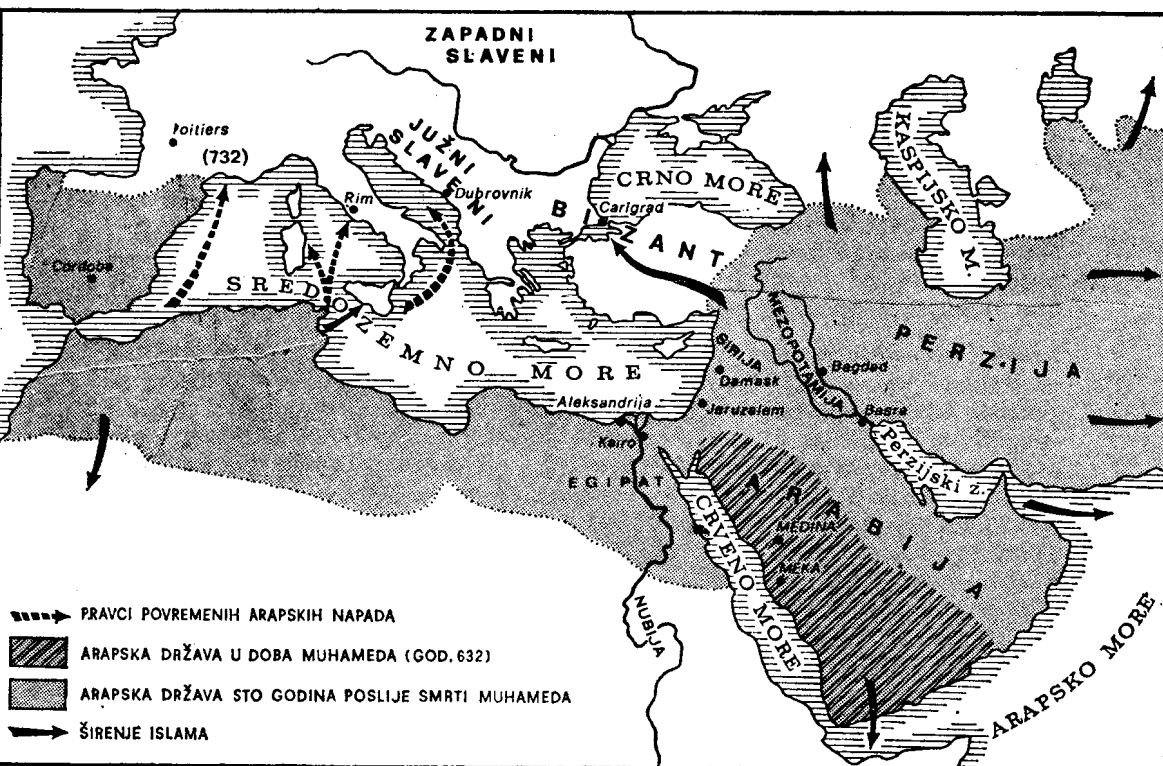 ZAPADNI
SLAVENI
Poitiers
(732)
JUŽNI
SLAVENI
Dubrovnik
Rim
Cordoba
CRNO MORE
KASPIJSKO M.
Carigrad
BIZANT
SREDOZEMNO MORE
MEZOPOTAMIJA
PERZIJA
SIRIJA
Damask
Bagdad
Jeruzalem
Basra
Aleksandrija
Kairo
Perzijski z.
EGIPAT
ARABIJA
CRVENO MORE
MEDINA
MEKA
NUBIJA
ARAPSKO MORE
PRAVCI POVREMENIH ARAPSKIH NAPADA
ARAPSKA DRŽAVA U DOBA MUHAMEDA (GOD. 632)
ARAPSKA DRŽAVA STO GODINA POSLIJE SMRTI MUHAMEDA
ŠIRENJE ISLAMA